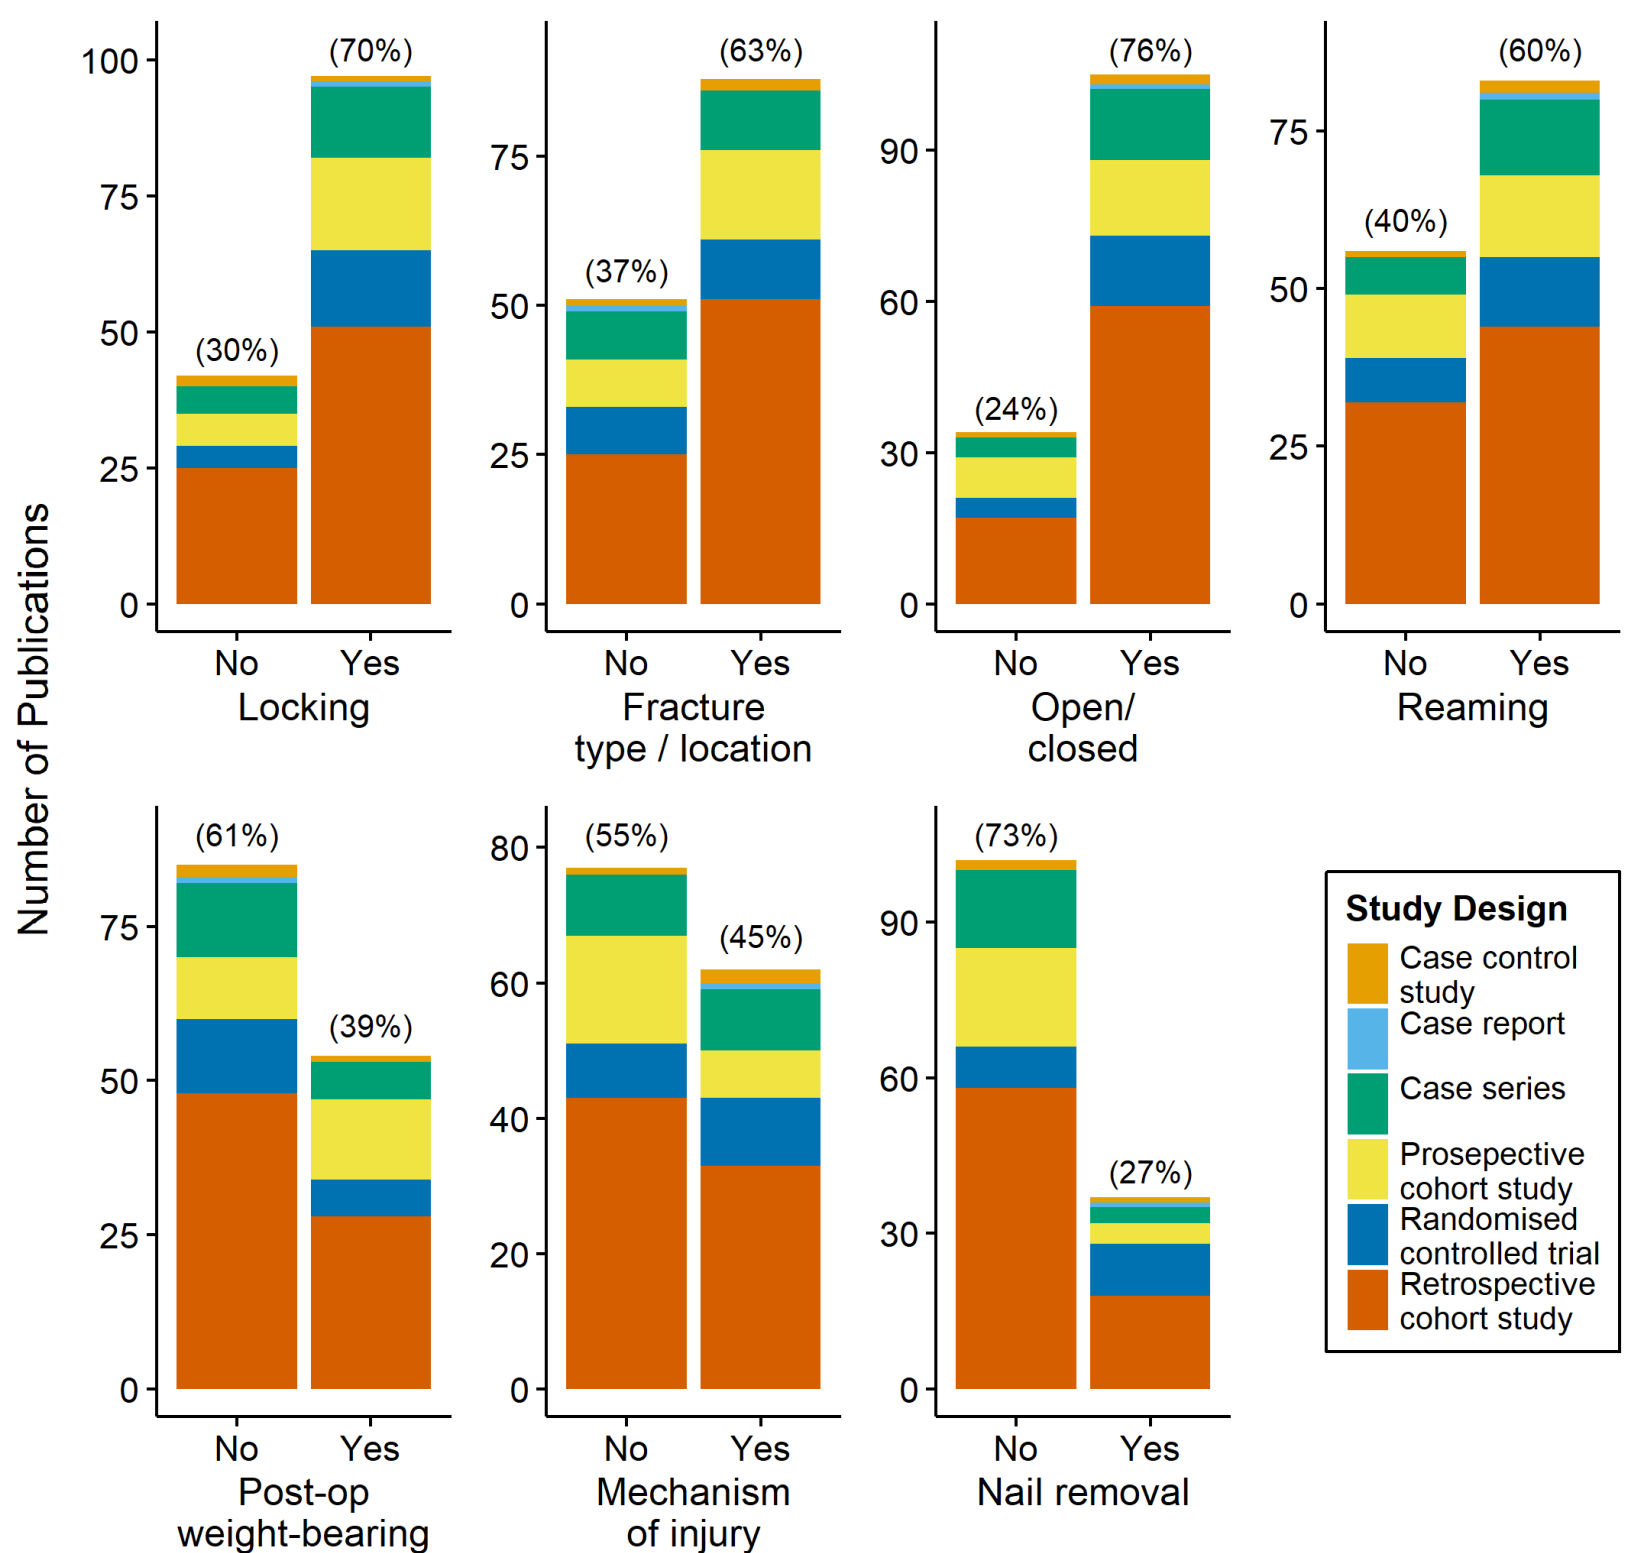 Number of Publications
100
75
50
25
0
(30%)
(70%)
No
Yes
Locking
75
50
25
0
(37%)
(63%)
No
Yes
Fracture
type / location
90
60
30
0
(24%)
(76%)
No
Yes
Open/
closed
75
50
25
0
(40%)
(60%)
No
Yes
Reaming
75
50
25
0
(61%)
(39%)
No
Yes
Post-op
weight-bearing
80
60
40
20
0
(55%)
(45%)
No
Yes
Mechanism
of injury
90
60
30
0
(73%)
(27%)
No
Yes
Nail removal
Study Design
Case control
study
Case report
Case series
Prosepective
cohort study
Randomised
controlled trial
Retrospective
cohort study